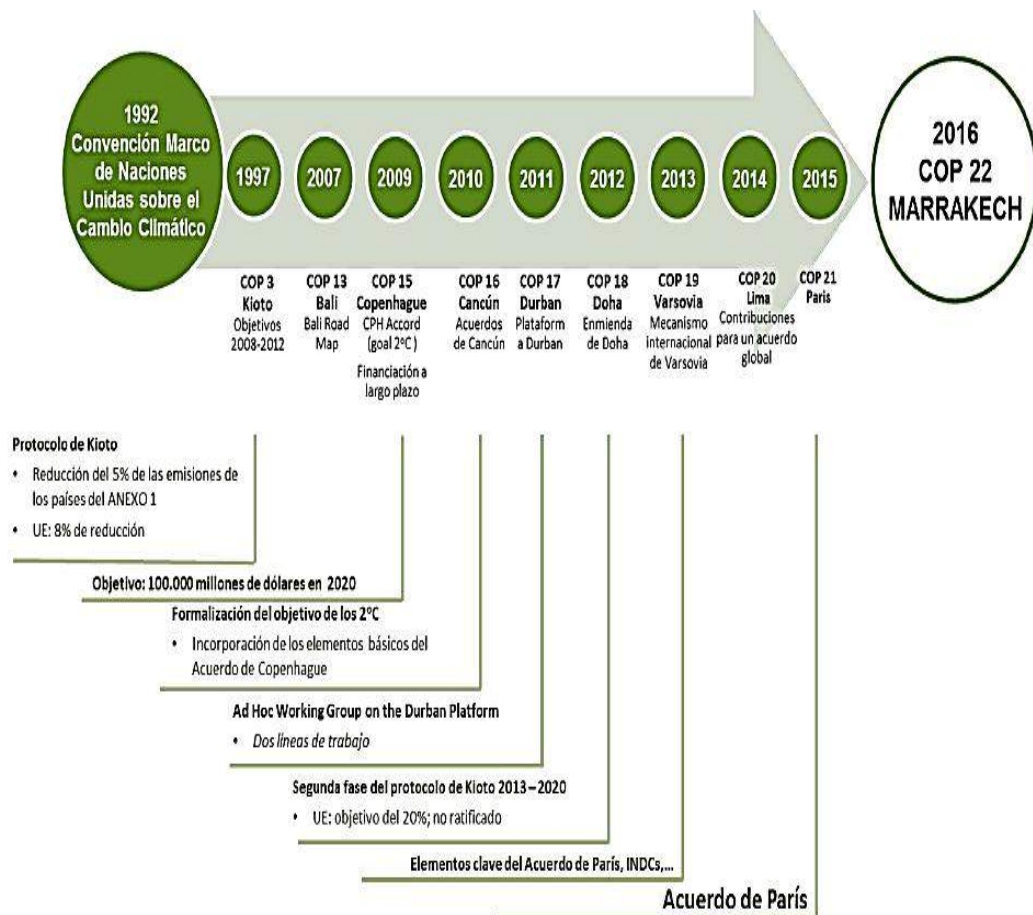 1992
Convención Marco
de Naciones
Unidas sobre el
Cambio Climático
1997
2007
2009
2010
2011
2012
2013
2014
2015
2016
COP 22
MARRAKECH
COP 3
Kioto
Objetivos
2008-2012
COP 13
Bali
Bali Road
Map
COP 15
Copenhague
CPH Accord
(goal 2ºC )
Financiación a
largo plazo
COP 16
Cancún
Acuerdos
de Cancún
COP 17
Durban
Plataform
a Durban
COP 18
Doha
Enmienda
de Doha
COP 19
Varsovia
Mecanismo
internacional
de Varsovia
COP 20
Lima
Contribuciones
para un acuerdo
global
COP 21
Paris
Protocolo de Kioto
• Reducción del 5% de las emisiones de
los países del ANEXO 1
• UE: 8% de reducción
Objetivo: 100.000 millones de dólares en 2020
Formalización del objetivo de los 2ºC
• Incorporación de los elementos básicos del
Acuerdo de Copenhague
Ad Hoc Working Group on the Durban Platform
• Dos líneas de trabajo
Segunda fase del protocolo de Kioto 2013 – 2020
• UE: objetivo del 20%; no ratificado
Elementos clave del Acuerdo de París, INDCs,...
Acuerdo de París